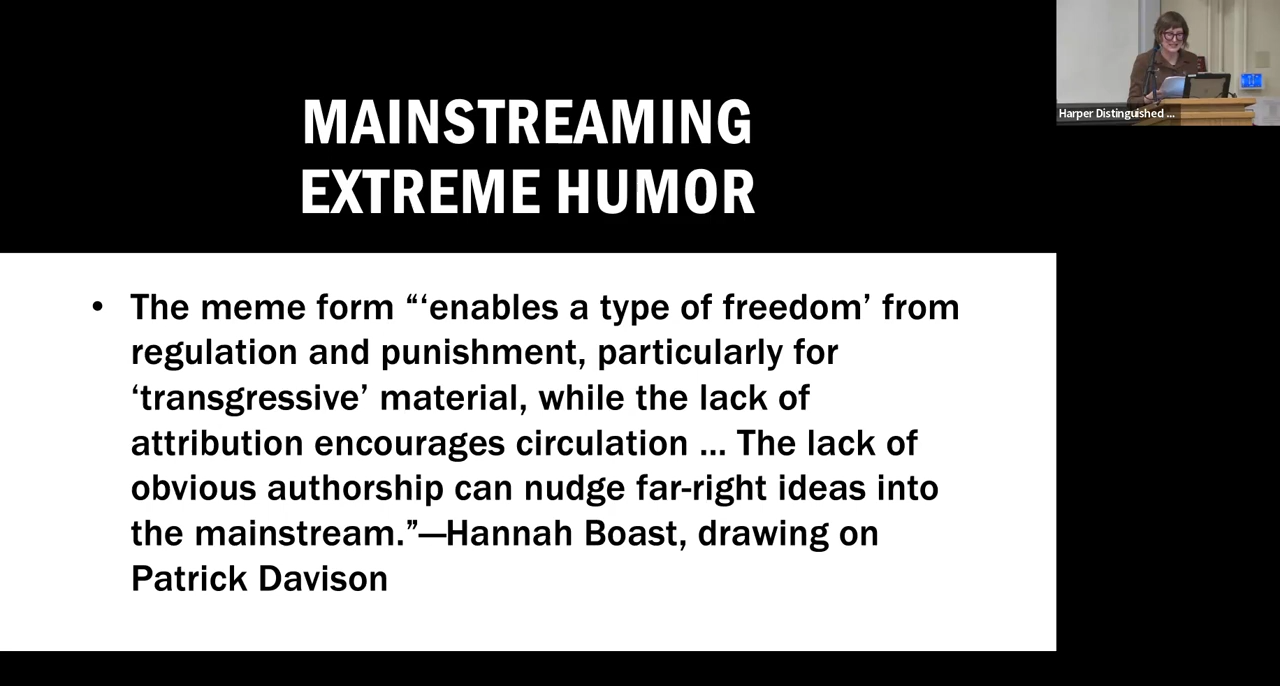 MAINSTREAMING
EXTREME HUMOR
• The meme form “‘enables a type of freedom’ from
regulation and punishment, particularly for
‘transgressive’ material, while the lack of
attribution encourages circulation ... The lack of
obvious authorship can nudge far-right ideas into
the mainstream.”—Hannah Boast, drawing on
Patrick Davison
Harper Distinguished ...